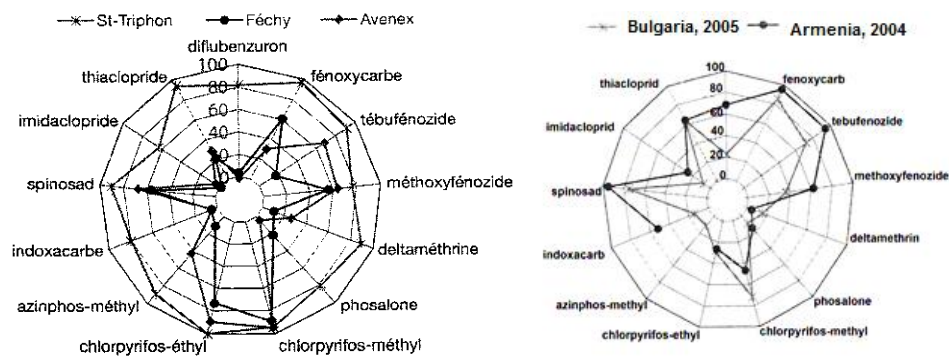 St-Triphon Féchy Avenex
diflubenzuron
100
80
60
40
20
0
fénoxycarbe
tébufénozide
méthoxyfénozide
deltaméthrine
phosalone
chlorpyrifos-méthyl
chlorpyrifos-éthyl
azinphos-méthyl
indoxacarbe
spinosad
imidaclopride
thiaclopride
Bulgaria, 2005 Armenia, 2004
100
80
60
40
20
0
fenoxycarb
tebufenozide
methoxyfenozide
deltamethrin
phosalone
chlorpyrifos-methyl
chlorpyrifos-ethyl
azinphos-methyl
indoxacarb
spinosad
imidacloprid
thiacloprid